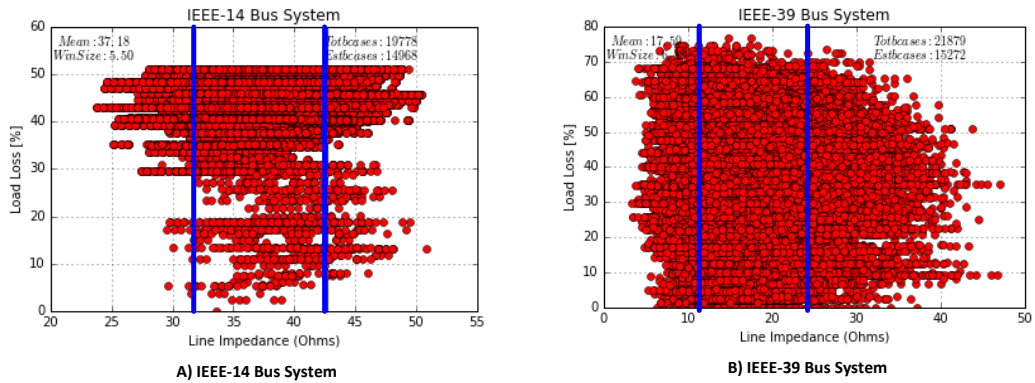 IEEE-14 Bus System
Mean : 37.18
WinSize : 5.50
Totbcases : 19778
Estbcases : 14968
60
50
40
30
20
10
0
Load Loss [%]
20 25 30 35 40 45 50 55
Line Impedance (Ohms)
A) IEEE-14 Bus System
IEEE-39 Bus System
Mean : 17.59
WinSize :
Totbcases : 21879
Estbcases : 15272
80
70
60
50
40
30
20
10
0
Load Loss [%]
0 10 20 30 40 50
Line Impedance (Ohms)
B) IEEE-39 Bus System